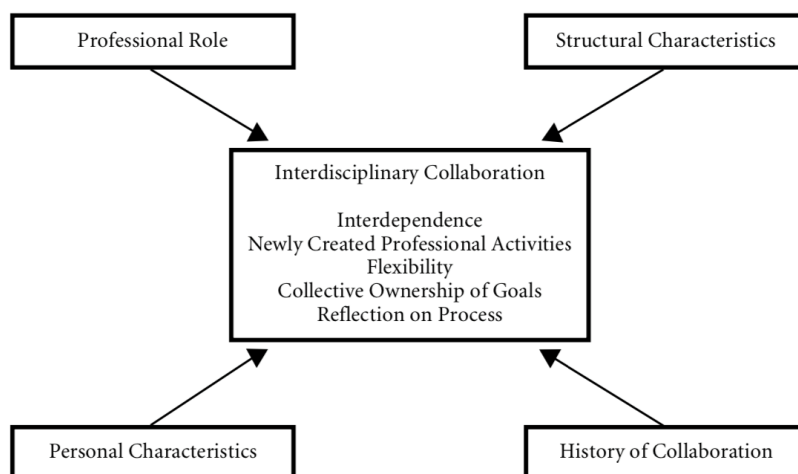 Professional Role
Structural Characteristics
Interdisciplinary Collaboration
Interdependence
Newly Created Professional Activities
Flexibility
Collective Ownership of Goals
Reflection on Process
Personal Characteristics
History of Collaboration